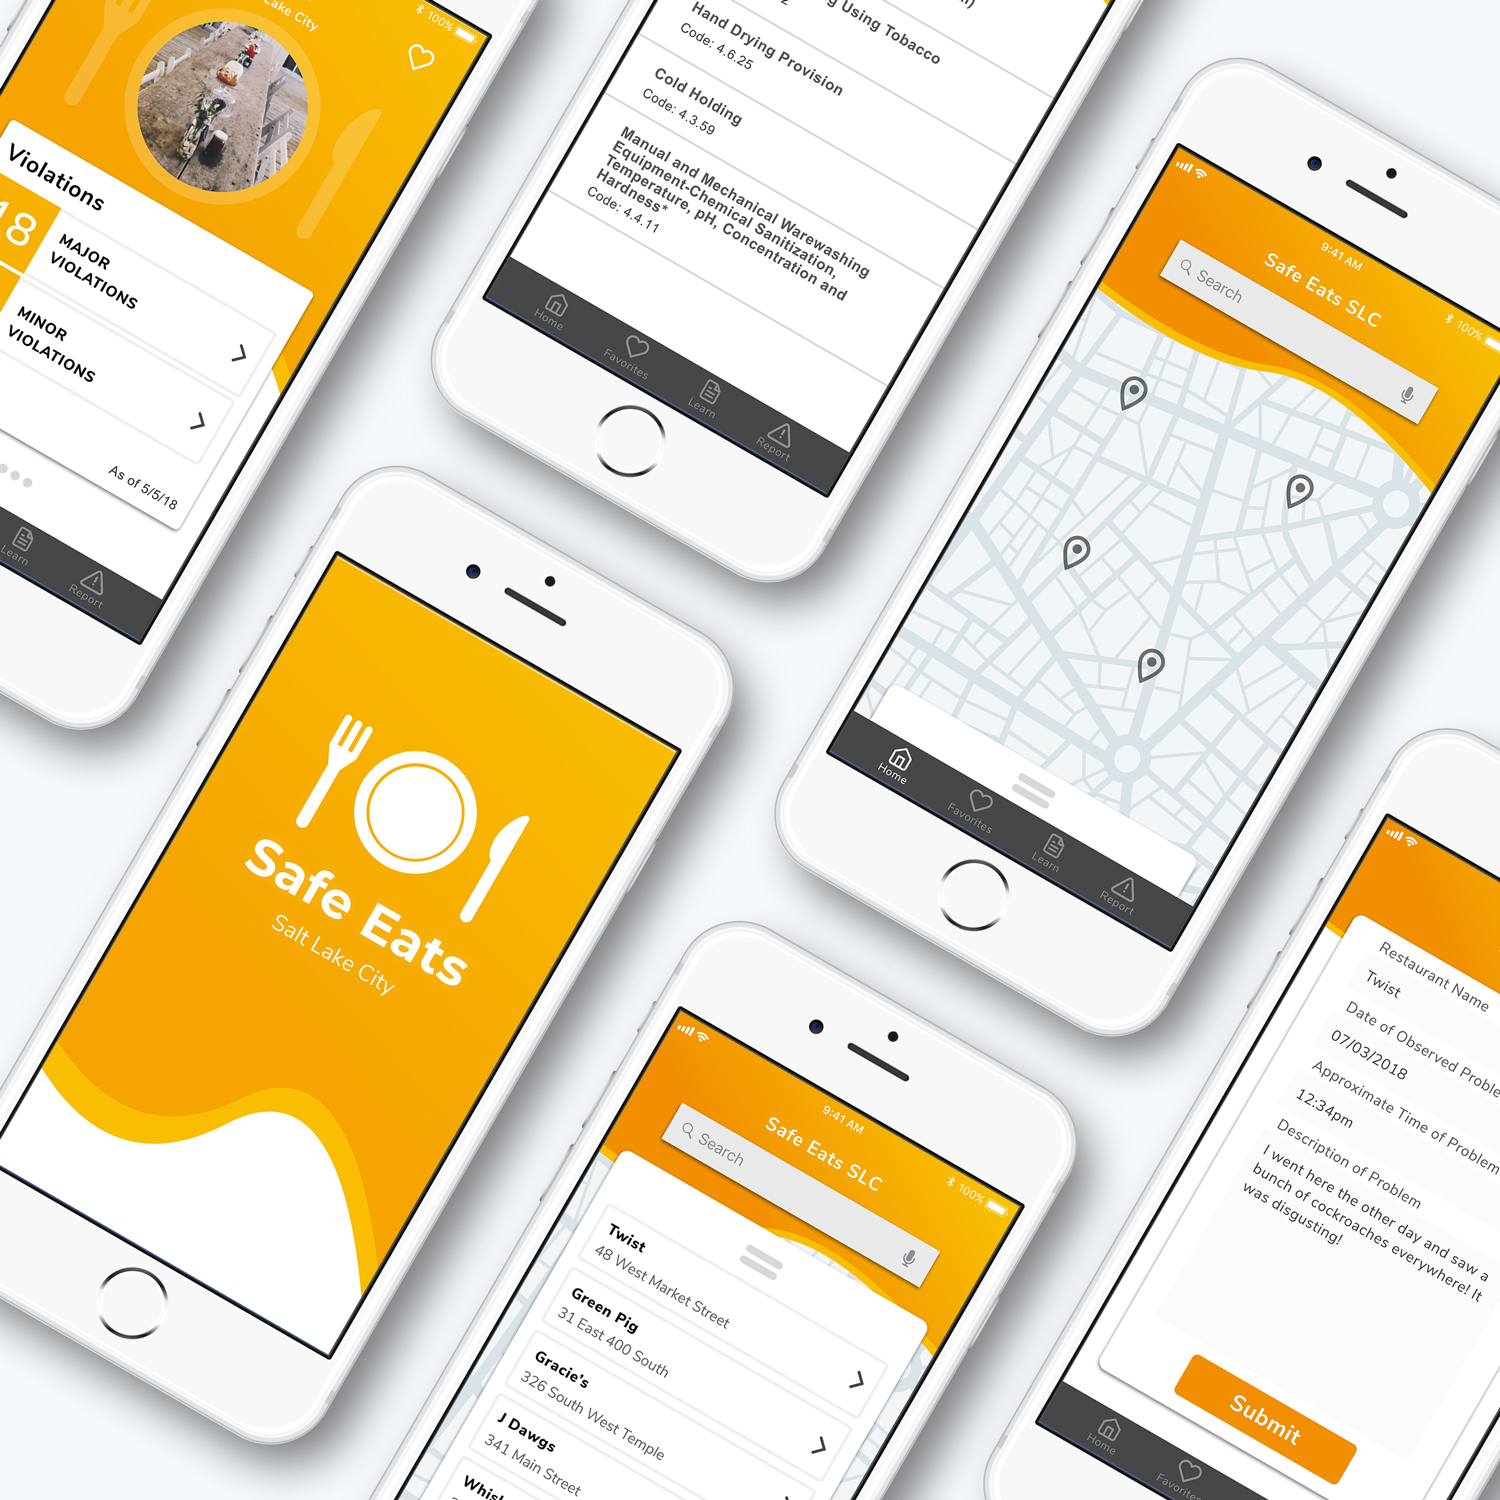 Lake City
100%
Violations
18
MAJOR
VIOLATIONS
MINOR
VIOLATIONS
As of 5/5/18
Learn
Report
Using Tobacco
Hand Drying Provision
Code: 4.6.25
Cold Holding
Code: 4.3.59
Manual and Mechanical Warewashing
Equipment-Chemical Sanitization,
Temperature, pH, Concentration and
Hardness*
Code: 4.4.11
Home
Favorites
Learn
Report
9:41 AM
100%
Safe Eats SLC
Search
Home
Favorites
Learn
Report
Safe Eats
Salt Lake City
9:41 AM
100%
Safe Eats SLC
Search
Twist
48 West Market Street
Green Pig
31 East 400 South
Gracie's
326 South West Temple
J Dawgs
341 Main Street
Restaurant Name
Twist
Date of Observed Proble
07/03/2018
Approximate Time of Problem
12:34pm
Description of Problem
I went here the other day and saw a
bunch of cockroaches everywhere! It
was disgusting!
Submit
Home
Favorites